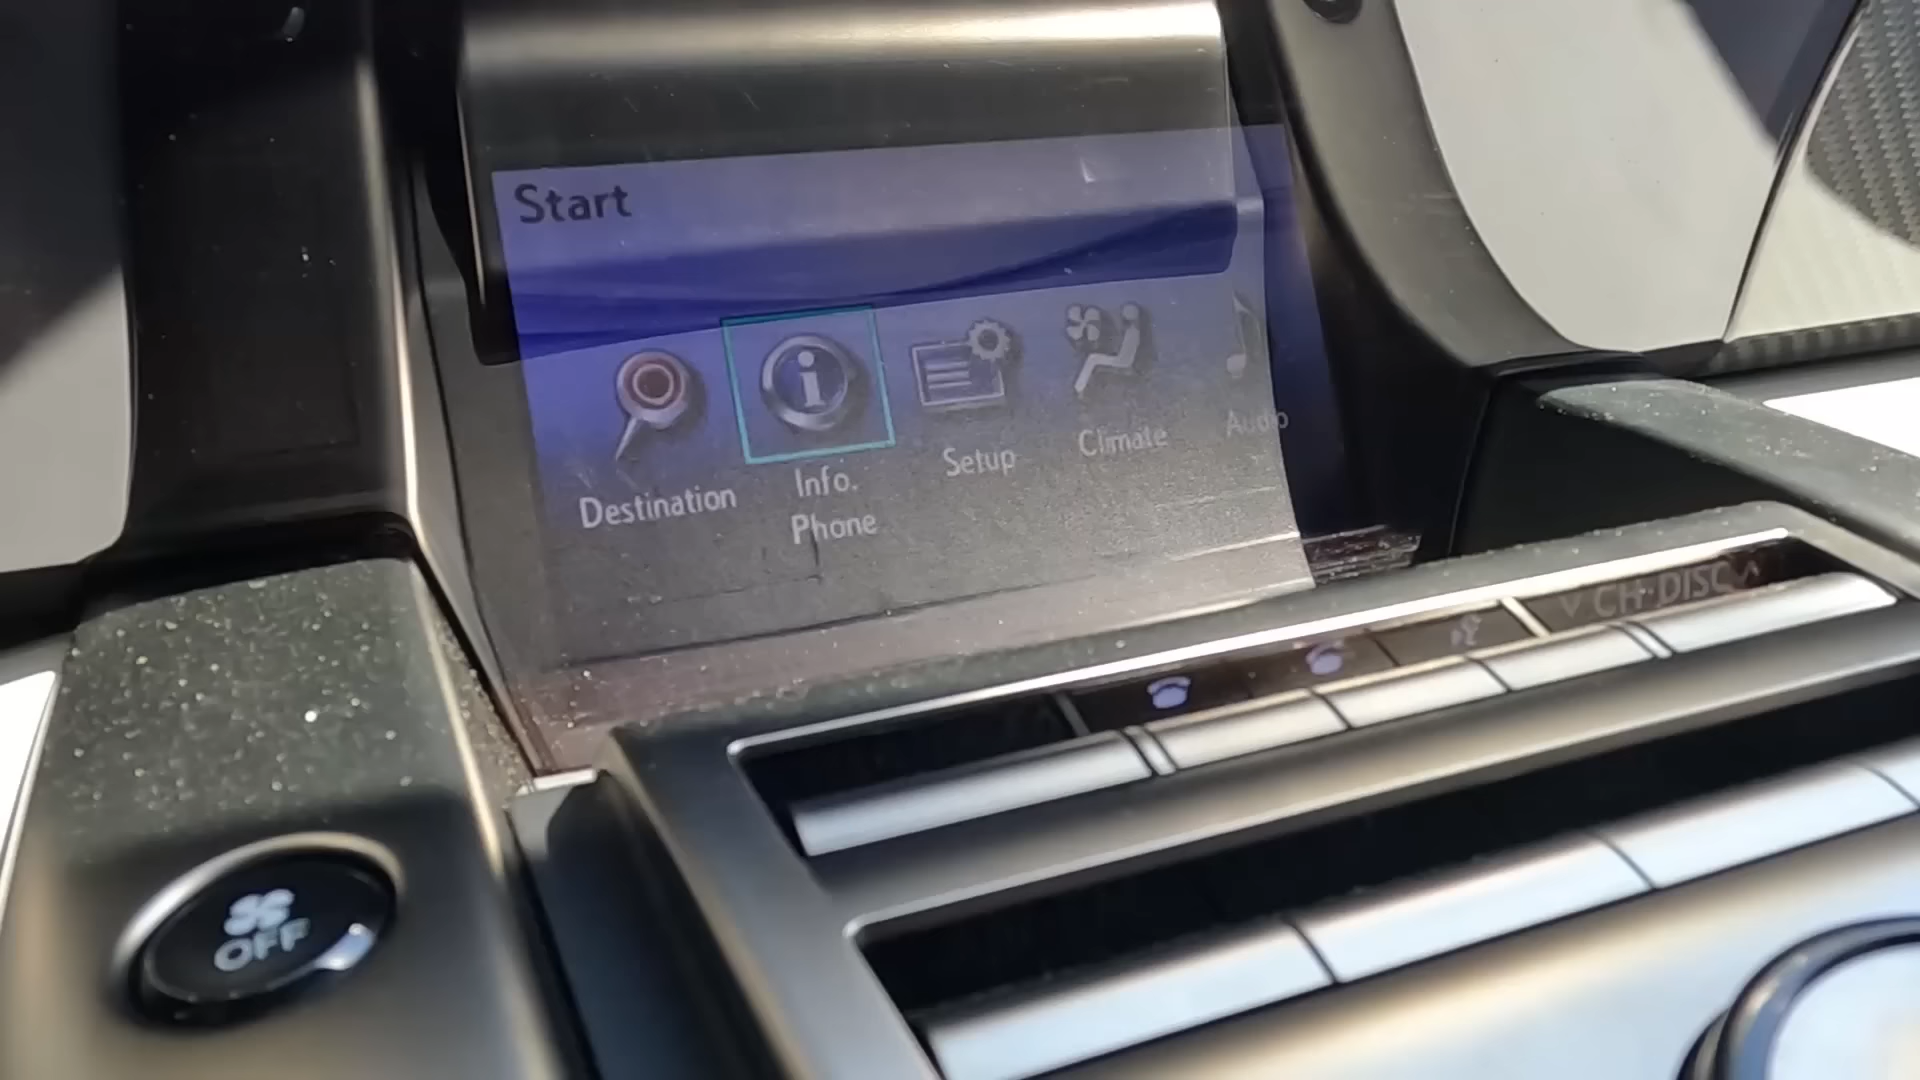 Start
Destination
Info.
Phone
Setup
Climate
Audio
∨ CH·DISC ∧
OFF